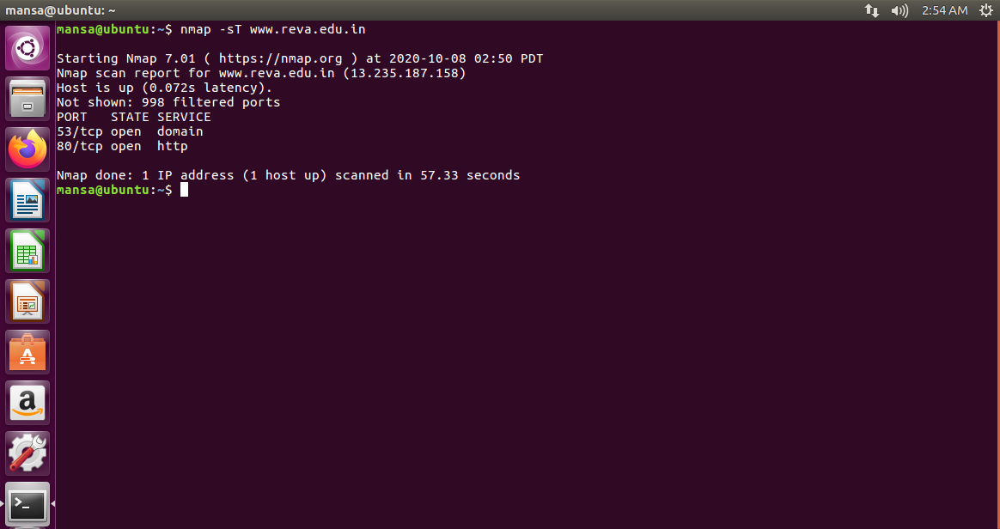 mansa@ubuntu: ~
2:54 AM
mansa@ubuntu:~$ nmap -sT www.reva.edu.in
Starting Nmap 7.01 ( https://nmap.org ) at 2020-10-08 02:50 PDT
Nmap scan report for www.reva.edu.in (13.235.187.158)
Host is up (0.072s latency).
Not shown: 998 filtered ports
PORT   STATE SERVICE
53/tcp open  domain
80/tcp open  http
Nmap done: 1 IP address (1 host up) scanned in 57.33 seconds
mansa@ubuntu:~$